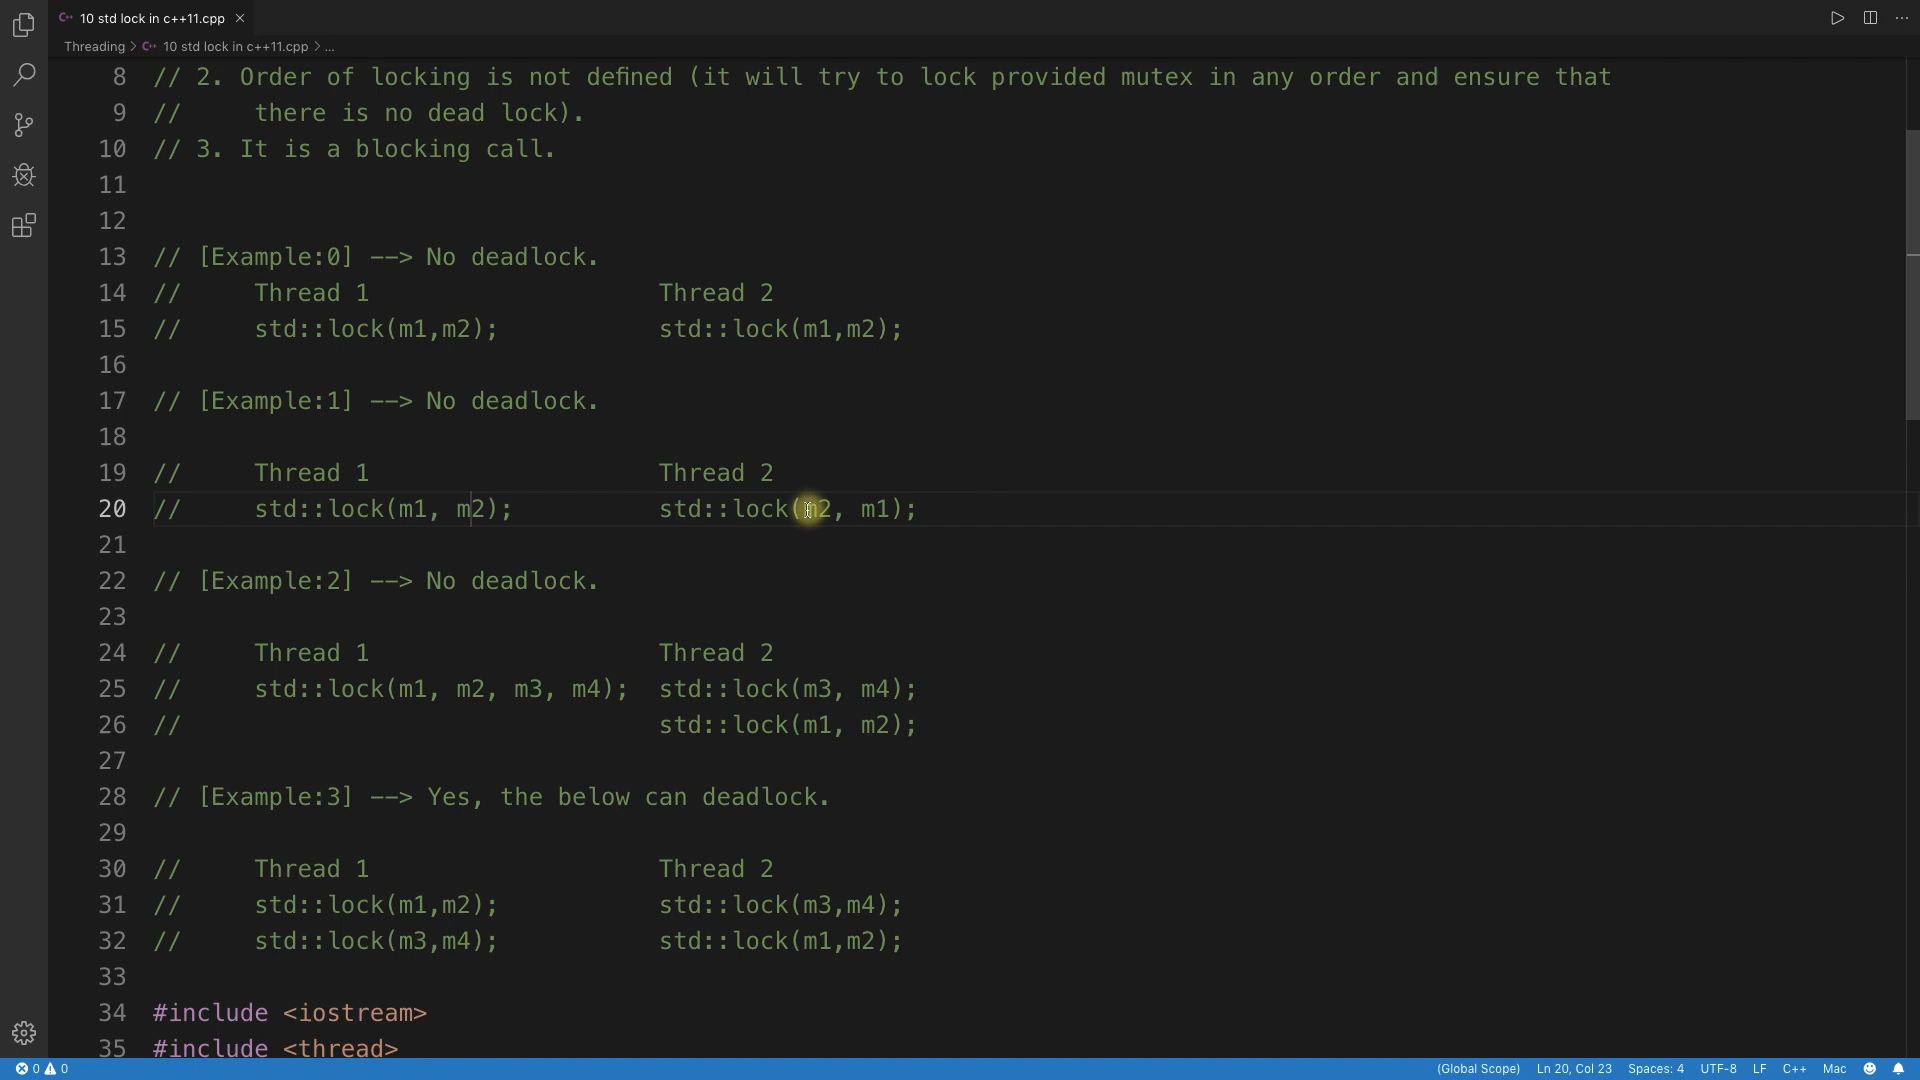 10 std lock in c++11.cpp
Threading > 10 std lock in c++11.cpp > ...
8 // 2. Order of locking is not defined (it will try to lock provided mutex in any order and ensure that
9 //     there is no dead lock).
10 // 3. It is a blocking call.
11
12
13 // [Example:0] --> No deadlock.
14 //     Thread 1                    Thread 2
15 //     std::lock(m1,m2);           std::lock(m1,m2);
16
17 // [Example:1] --> No deadlock.
18
19 //     Thread 1                    Thread 2
20 //     std::lock(m1, m2);          std::lock(m2, m1);
21
22 // [Example:2] --> No deadlock.
23
24 //     Thread 1                    Thread 2
25 //     std::lock(m1, m2, m3, m4);  std::lock(m3, m4);
26 //                                 std::lock(m1, m2);
27
28 // [Example:3] --> Yes, the below can deadlock.
29
30 //     Thread 1                    Thread 2
31 //     std::lock(m1,m2);           std::lock(m3,m4);
32 //     std::lock(m3,m4);           std::lock(m1,m2);
33
34 #include <iostream>
35 #include <thread>
0 0 (Global Scope) Ln 20, Col 23 Spaces: 4 UTF-8 LF C++ Mac